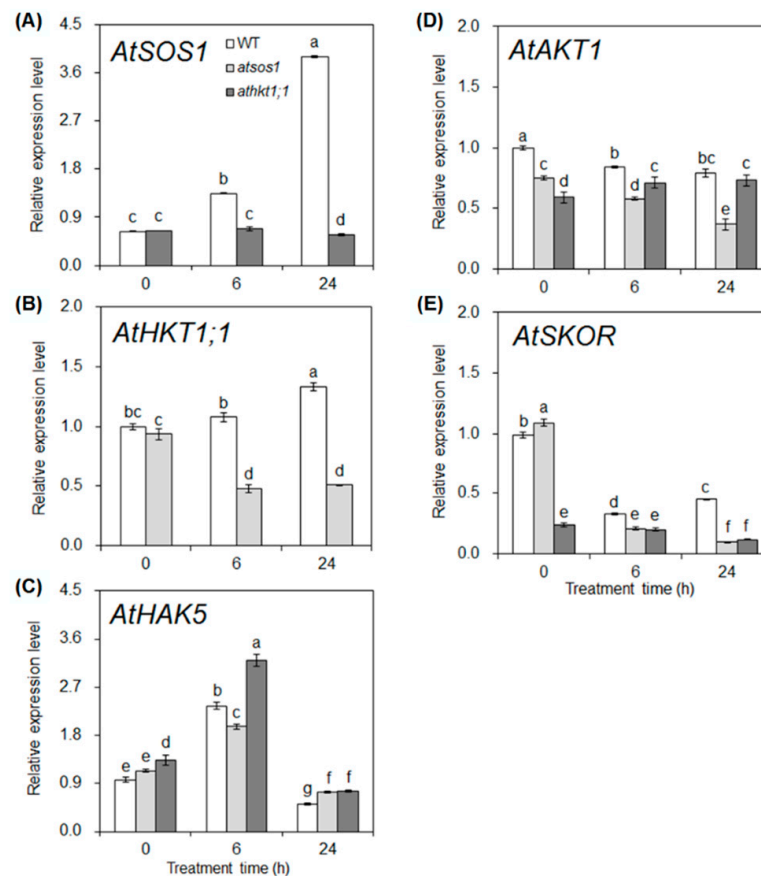 (A)
AtSOS1
WT
atsos1
athkt1;1
Relative expression level
4.5
3.6
2.7
1.8
0.9
0.0
c c
b
c
a
d
0 6 24
(B)
AtHKT1;1
Relative expression level
2.0
1.5
1.0
0.5
0.0
bc c
b
d
a
d
0 6 24
(C)
AtHAK5
Relative expression level
4.5
3.6
2.7
1.8
0.9
0.0
e e d
b c a
g f f
0 6 24
Treatment time (h)
(D)
AtAKT1
Relative expression level
2.0
1.5
1.0
0.5
0.0
a c d
b d c
bc e c
0 6 24
(E)
AtSKOR
Relative expression level
2.0
1.5
1.0
0.5
0.0
b a e
d e e
c f f
0 6 24
Treatment time (h)